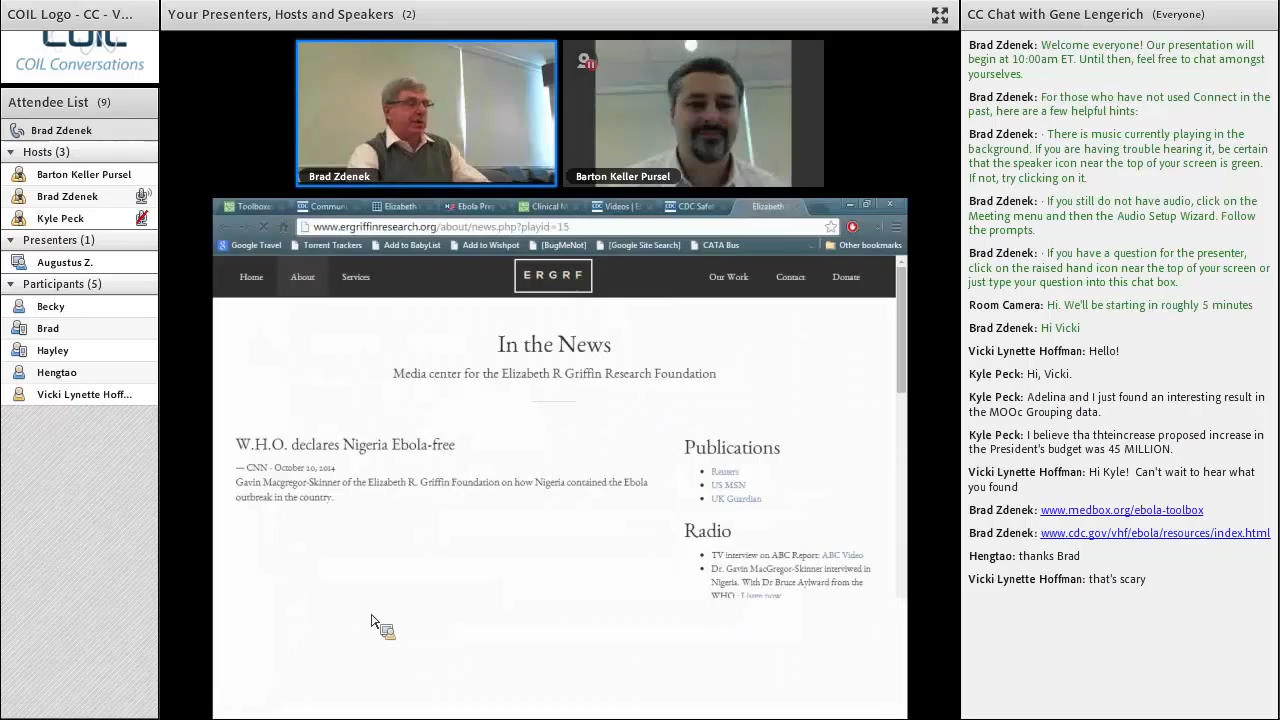 COIL Logo - CC - V...
COIL
COIL Conversations
Attendee List (9)
Brad Zdenek
Hosts (3)
Barton Keller Pursel
Brad Zdenek
Kyle Peck
Presenters (1)
Augustus Z.
Participants (5)
Becky
Brad
Hayley
Hengtao
Vicki Lynette Hoff...
Your Presenters, Hosts and Speakers (2)
Brad Zdenek
Barton Keller Pursel
Toolbox
Commun
Elizabeth
Ebola Prep
Clinical M
Videos | E
CDC Safe
Elizabeth
www.ergriffinresearch.org/about/news.php?playid=15
Google Travel
Torrent Trackers
Add to BabyList
Add to Wishpot
[BugMeNot]
[Google Site Search]
CATA Bus
Other bookmarks
Home
About
Services
ERGRF
Our Work
Contact
Donate
In the News
Media center for the Elizabeth R Griffin Research Foundation
W.H.O. declares Nigeria Ebola-free
— CNN - October 20, 2014
Gavin Macgregor-Skinner of the Elizabeth R. Griffin Foundation on how Nigeria contained the Ebola
outbreak in the country.
Publications
Reuters
US MSN
UK Guardian
Radio
TV interview on ABC Report: ABC Video
Dr. Gavin MacGregor-Skinner interviwed in
Nigeria. With Dr Bruce Aylward from the
WHO - Listen now
CC Chat with Gene Lengerich (Everyone)
Brad Zdenek: Welcome everyone! Our presentation will
begin at 10:00am ET. Until then, feel free to chat amongst
yourselves.
Brad Zdenek: For those who have not used Connect in the
past, here are a few helpful hints:
Brad Zdenek: · There is music currently playing in the
background. If you are having trouble hearing it, be certain
that the speaker icon near the top of your screen is green.
If not, try clicking on it.
Brad Zdenek: · If you still do not have audio, click on the
Meeting menu and then the Audio Setup Wizard. Follow
the prompts.
Brad Zdenek: · If you have a question for the presenter,
click on the raised hand icon near the top of your screen or
just type your question into this chat box.
Room Camera: Hi. We'll be starting in roughly 5 minutes
Brad Zdenek: Hi Vicki
Vicki Lynette Hoffman: Hello!
Kyle Peck: Hi, Vicki.
Kyle Peck: Adelina and I just found an interesting result in
the MOOc Grouping data.
Kyle Peck: I believe tha thteincrease proposed increase in
the President's budget was 45 MILLION.
Vicki Lynette Hoffman: Hi Kyle! Can't wait to hear what
you found
Brad Zdenek: www.medbox.org/ebola-toolbox
Brad Zdenek: www.cdc.gov/vhf/ebola/resources/index.html
Hengtao: thanks Brad
Vicki Lynette Hoffman: that's scary